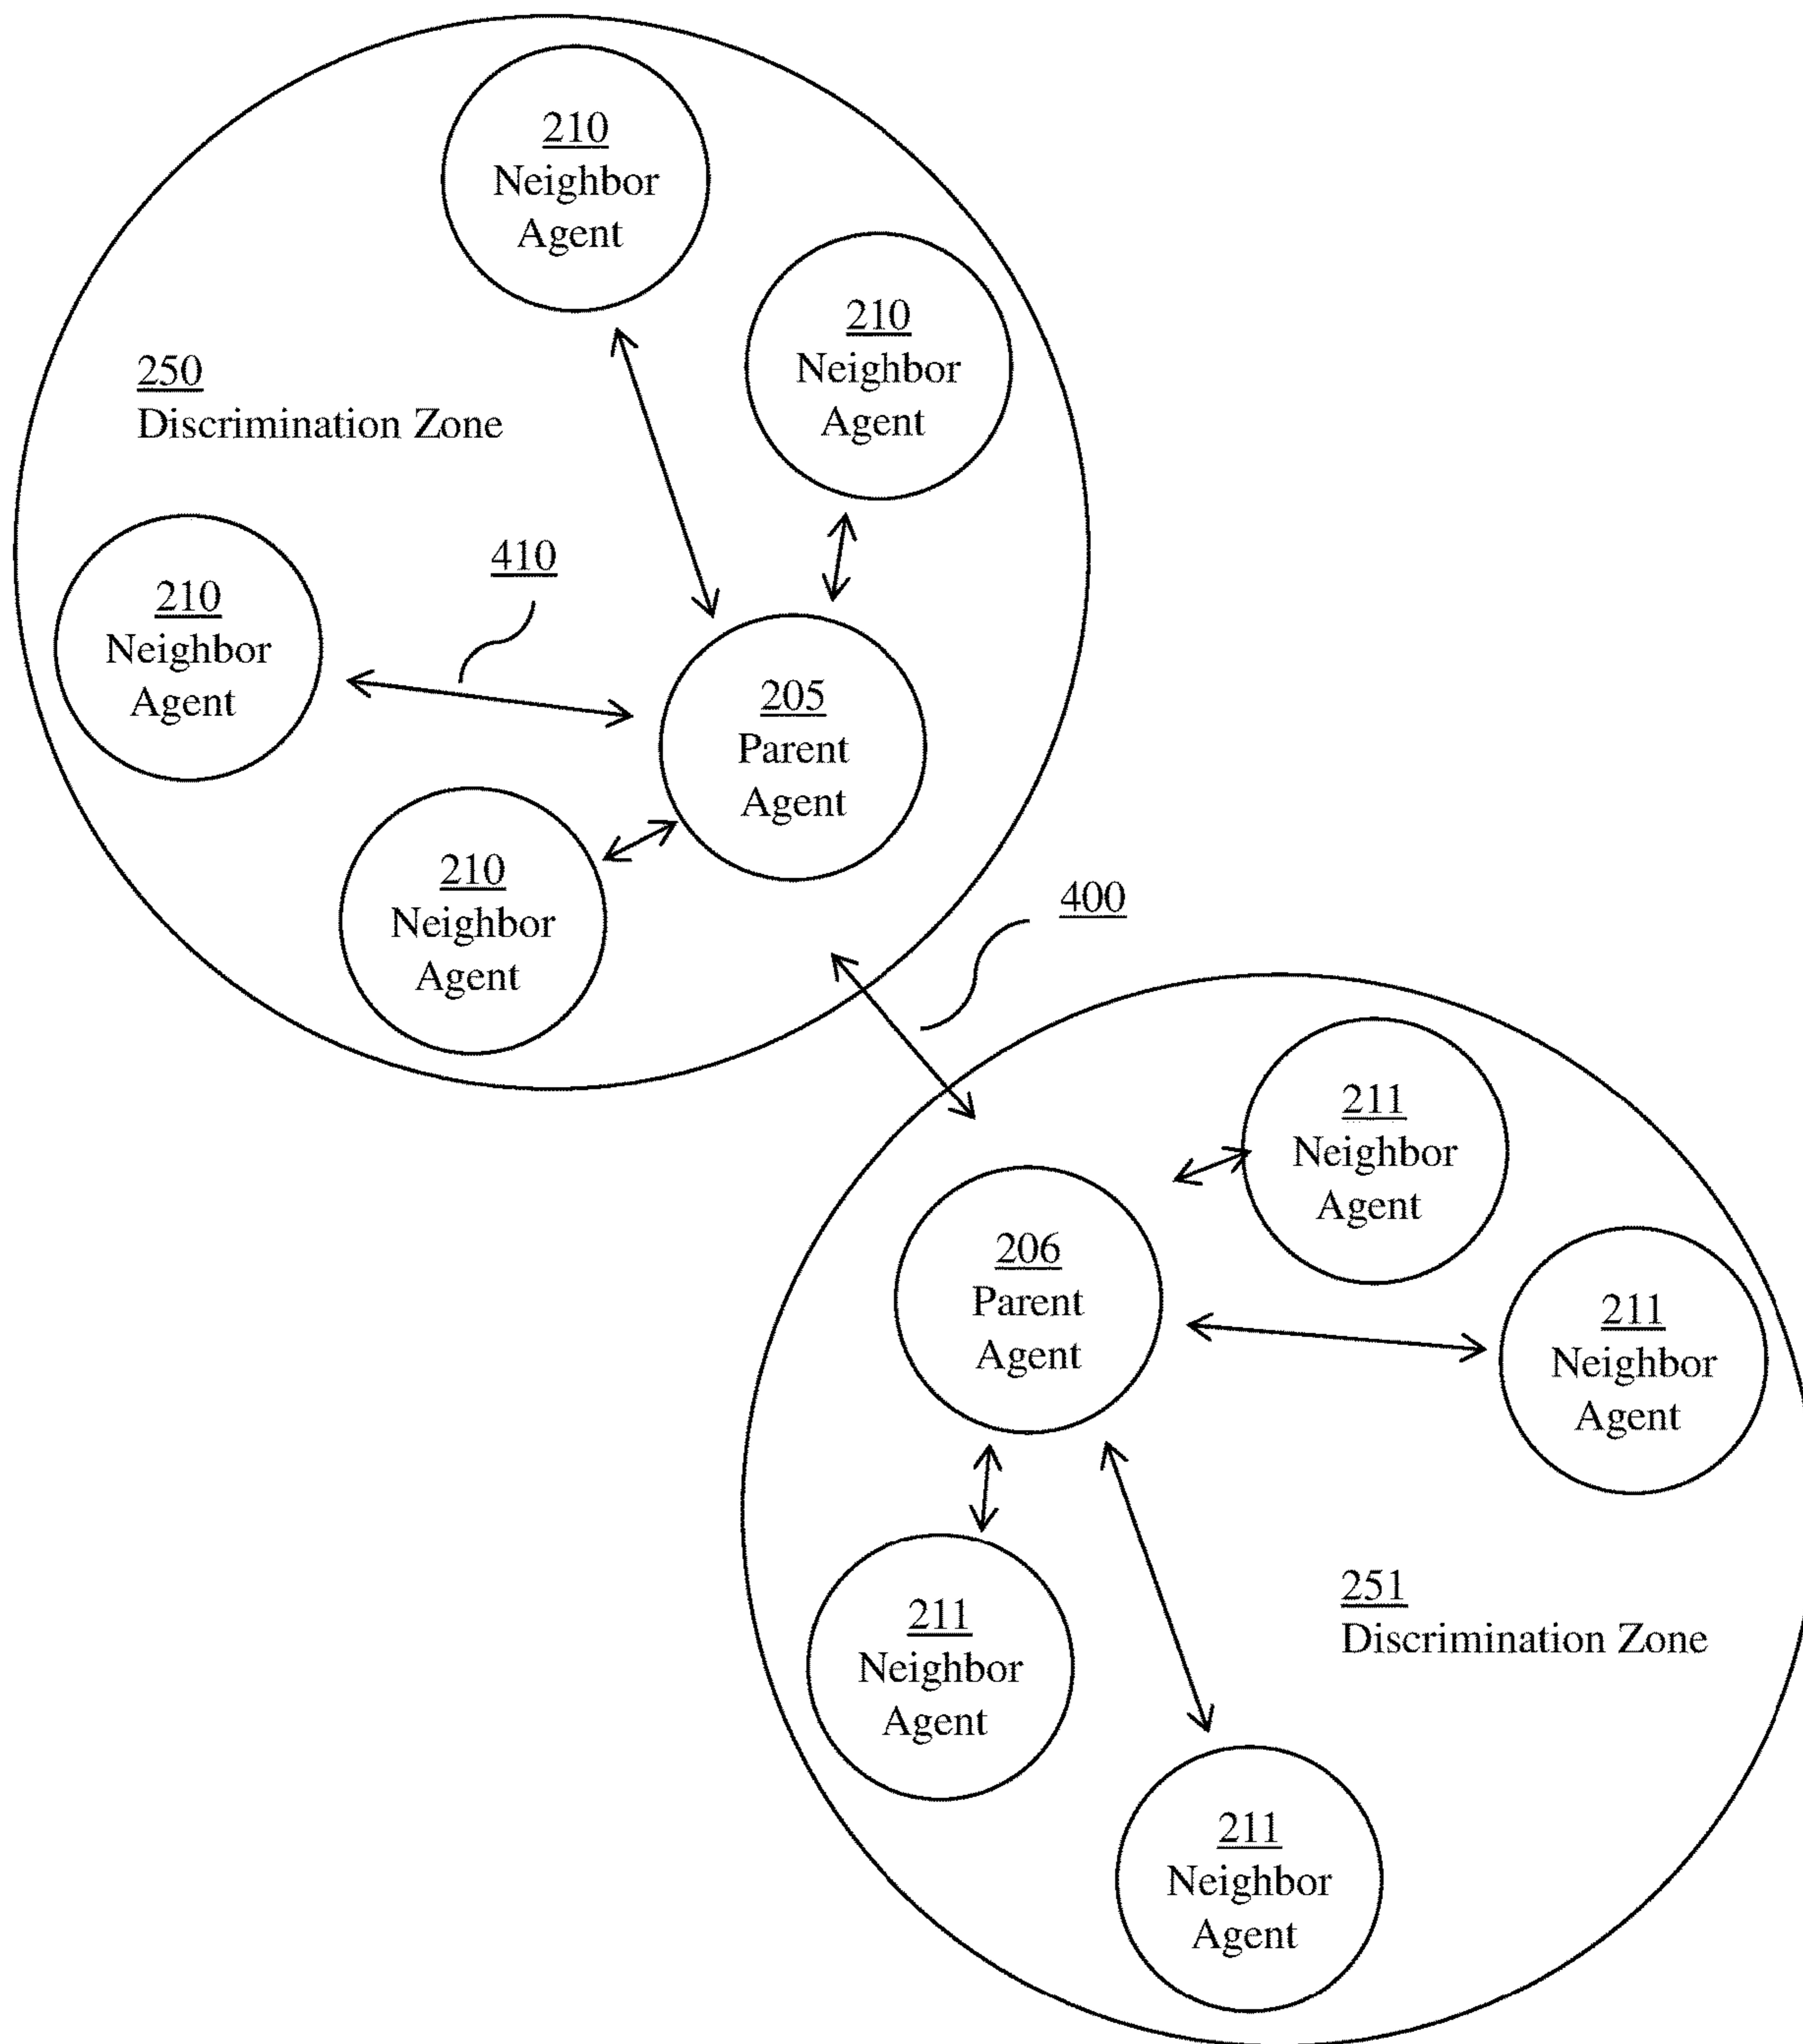 210
Neighbor
Agent
210
Neighbor
Agent
250
Discrimination Zone
410
210
Neighbor
Agent
205
Parent
Agent
210
Neighbor
Agent
400
211
Neighbor
Agent
206
Parent
Agent
211
Neighbor
Agent
251
Discrimination Zone
211
Neighbor
Agent
211
Neighbor
Agent